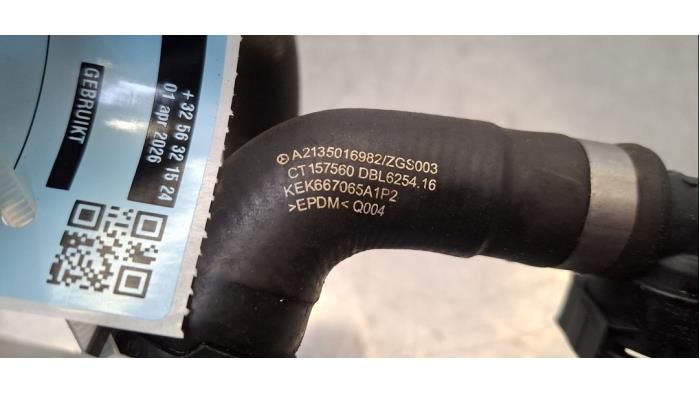 GEBRUIKT
+ 32 56 32 15 24
01 apr 2026
A2135016982/ZGS003
CT157560 DBL6254.16
KEK667065A1P2
>EPDM< Q004